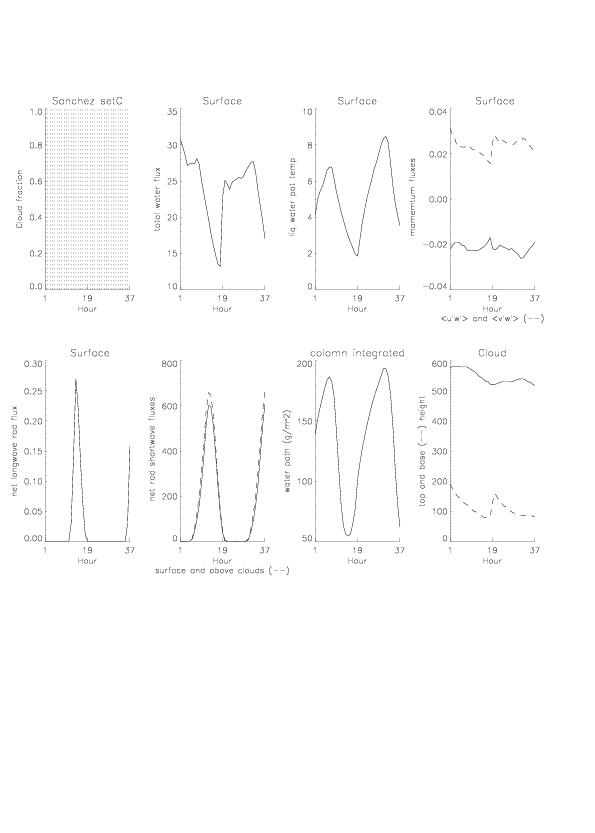 Sanchez setC
Surface
Surface
Surface
Cloud fraction
1.0
0.8
0.6
0.4
0.2
0.0
1
19
37
Hour
total water flux
35
30
25
20
15
10
1
19
37
Hour
liq water pot temp
10
8
6
4
2
0
1
19
37
Hour
momemtum fluxes
0.04
0.02
0.00
−0.02
−0.04
1
19
37
Hour
<u'w'> and <v'w'> (−−)
Surface
colomn integrated
Cloud
net longwave rad flux
0.30
0.25
0.20
0.15
0.10
0.05
0.00
1
19
37
Hour
net rad shortwave fluxes
800
600
400
200
0
1
19
37
Hour
surface and above clouds (−−)
water path (g/m^2)
200
150
100
50
1
19
37
Hour
top and base (−−) height
600
500
400
300
200
100
0
1
19
37
Hour